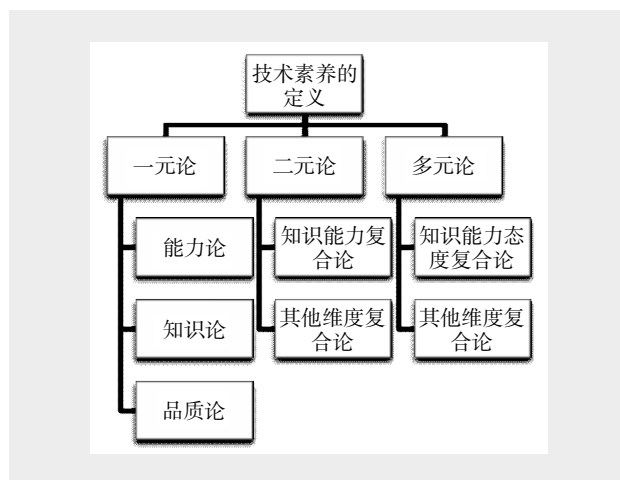 技术素养的
定义
一元论
二元论
多元论
能力论
知识能力复
合论
知识能力态
度复合论
知识论
其他维度复
合论
其他维度复
合论
品质论